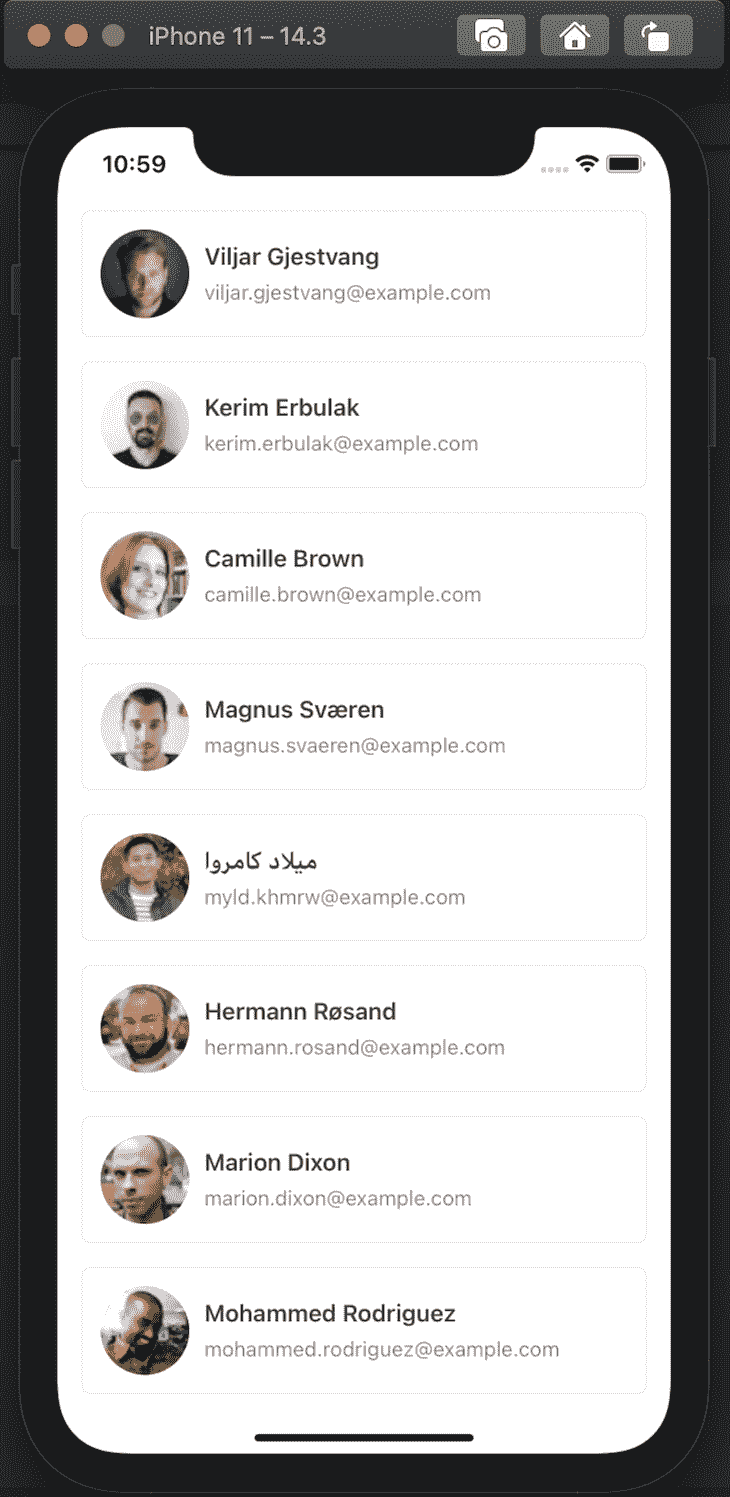 iPhone 11 – 14.3
10:59
Viljar Gjestvang
viljar.gjestvang@example.com
Kerim Erbulak
kerim.erbulak@example.com
Camille Brown
camille.brown@example.com
Magnus Sværen
magnus.svaeren@example.com
میلاد کامروا
myld.khmrw@example.com
Hermann Røsand
hermann.rosand@example.com
Marion Dixon
marion.dixon@example.com
Mohammed Rodriguez
mohammed.rodriguez@example.com